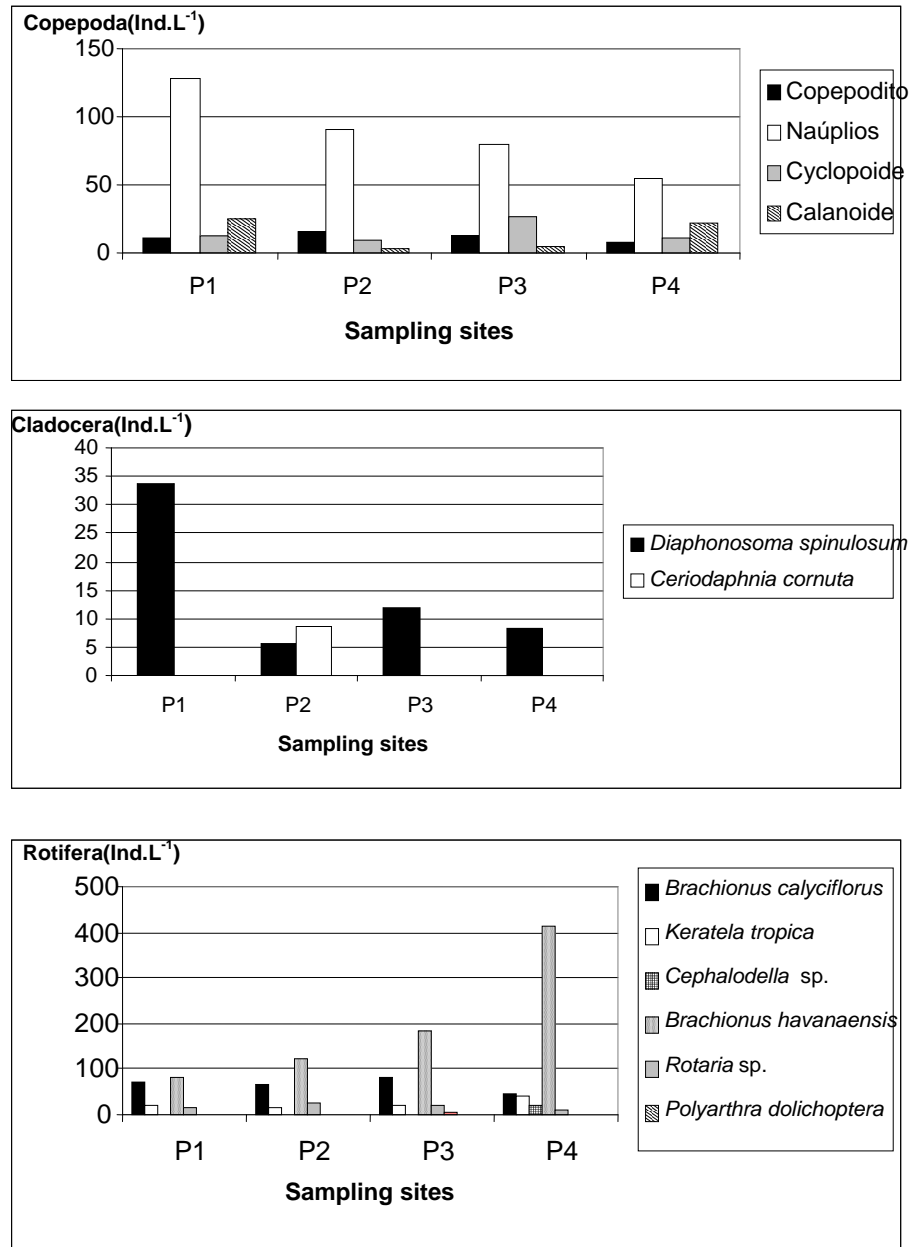 Copepoda(Ind.L-1)
150
100
50
0
P1 P2 P3 P4
Sampling sites
Copepodito
Naúplios
Cyclopoide
Calanoide
Cladocera(Ind.L-1)
40
35
30
25
20
15
10
5
0
P1 P2 P3 P4
Sampling sites
Diaphonosoma spinulosum
Ceriodaphnia cornuta
Rotifera(Ind.L-1)
500
400
300
200
100
0
P1 P2 P3 P4
Sampling sites
Brachionus calyciflorus
Keratela tropica
Cephalodella sp.
Brachionus havanaensis
Rotaria sp.
Polyarthra dolichoptera